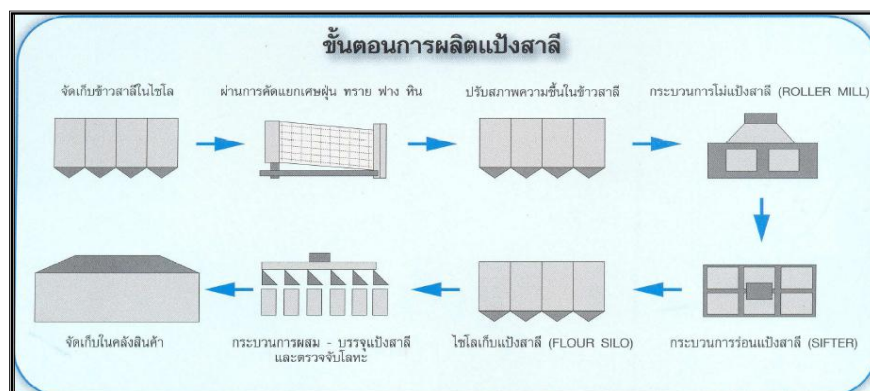 ขั้นตอนการผลิตแป้งสาลี
จัดเก็บข้าวสาลีในไซโล
ผ่านการคัดแยกเศษฝุ่น ทราย ฟาง หิน
ปรับสภาพความชื้นในข้าวสาลี
กระบวนการโม่แป้งสาลี (ROLLER MILL)
กระบวนการร่อนแป้งสาลี (SIFTER)
ไซโลเก็บแป้งสาลี (FLOUR SILO)
กระบวนการผสม - บรรจุแป้งสาลี
และตรวจจับโลหะ
จัดเก็บในคลังสินค้า